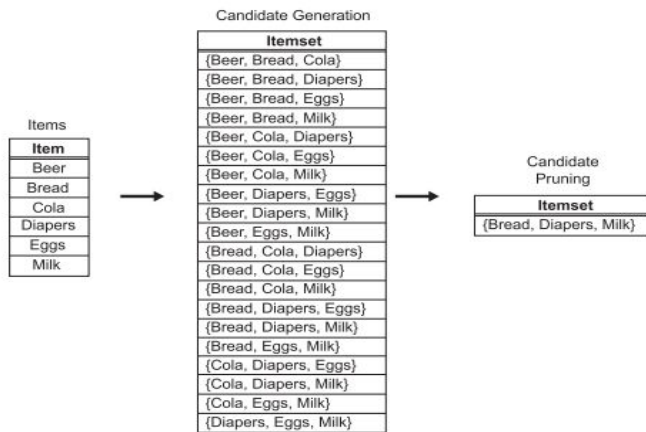 Candidate Generation
Itemset
{Beer, Bread, Cola}
{Beer, Bread, Diapers}
{Beer, Bread, Eggs}
{Beer, Bread, Milk}
{Beer, Cola, Diapers}
{Beer, Cola, Eggs}
{Beer, Cola, Milk}
{Beer, Diapers, Eggs}
{Beer, Diapers, Milk}
{Beer, Eggs, Milk}
{Bread, Cola, Diapers}
{Bread, Cola, Eggs}
{Bread, Cola, Milk}
{Bread, Diapers, Eggs}
{Bread, Diapers, Milk}
{Bread, Eggs, Milk}
{Cola, Diapers, Eggs}
{Cola, Diapers, Milk}
{Cola, Eggs, Milk}
{Diapers, Eggs, Milk}
Items
Item
Beer
Bread
Cola
Diapers
Eggs
Milk
Candidate
Pruning
Itemset
{Bread, Diapers, Milk}